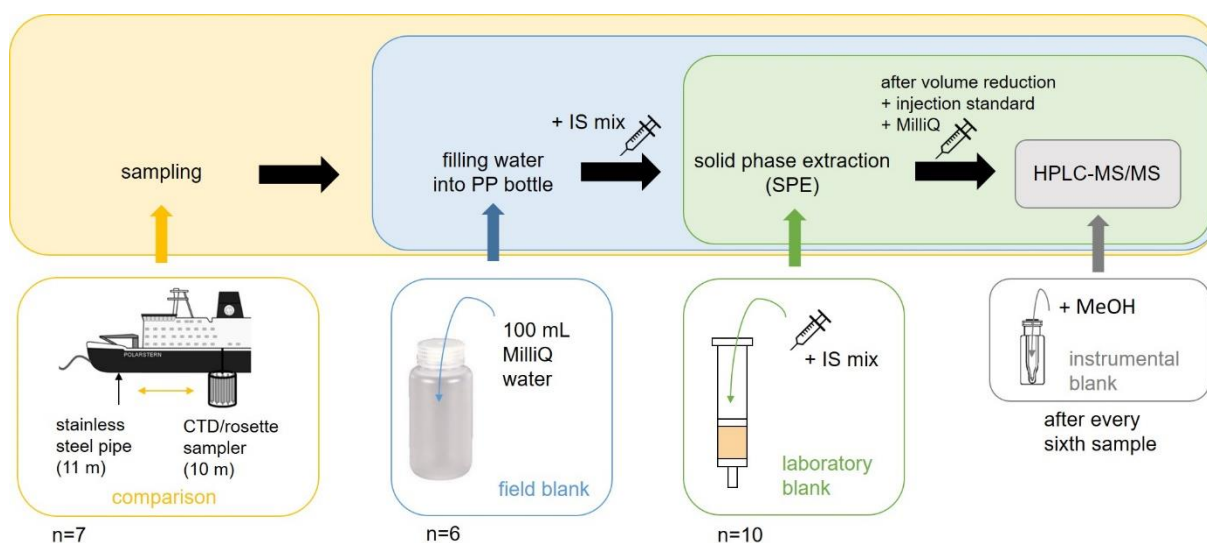 sampling
filling water
into PP bottle
+ IS mix
solid phase extraction
(SPE)
after volume reduction
+ injection standard
+ MilliQ
HPLC-MS/MS
POLARSTERN
stainless
steel pipe
(11 m)
CTD/rosette
sampler
(10 m)
comparison
n=7
100 mL
MilliQ
water
field blank
n=6
+ IS mix
laboratory
blank
n=10
+ MeOH
instrumental
blank
after every
sixth sample